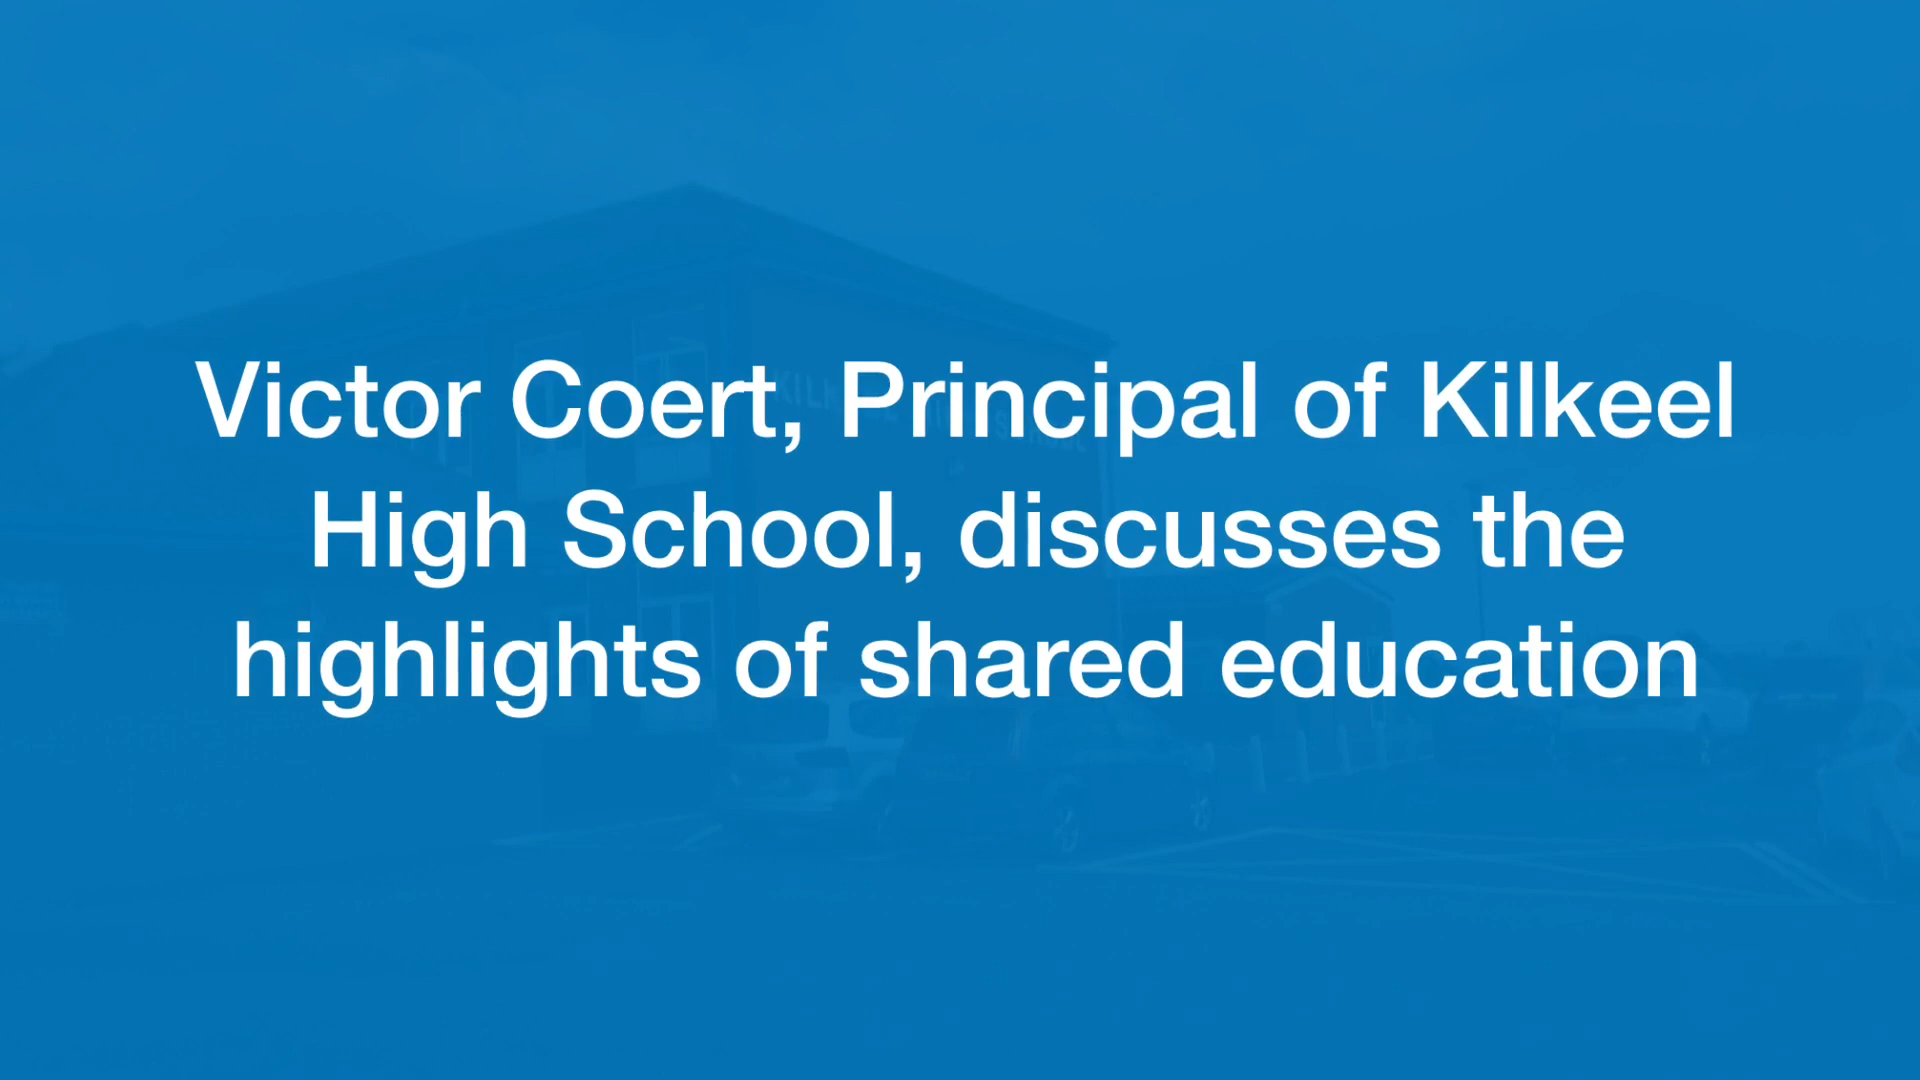 Victor Coert, Principal of Kilkeel
High School, discusses the
highlights of shared education